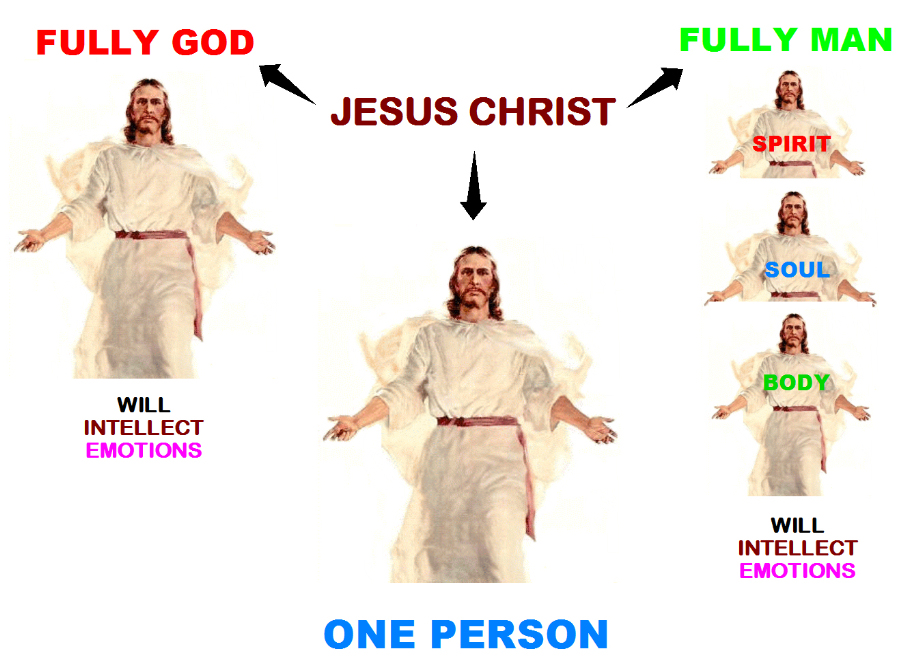 FULLY GOD
FULLY MAN
JESUS CHRIST
SPIRIT
SOUL
BODY
WILL
INTELLECT
EMOTIONS
WILL
INTELLECT
EMOTIONS
ONE PERSON